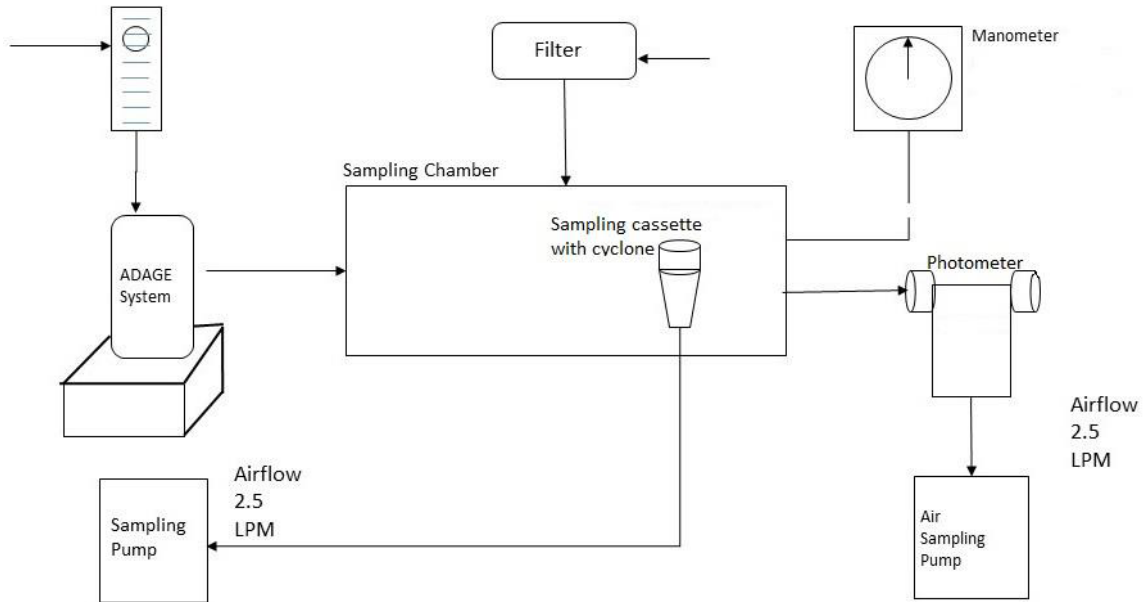 Filter
Manometer
Sampling Chamber
Sampling cassette
with cyclone
Photometer
ADAGE
System
Airflow
2.5
LPM
Airflow
2.5
LPM
Sampling
Pump
Air
Sampling
Pump